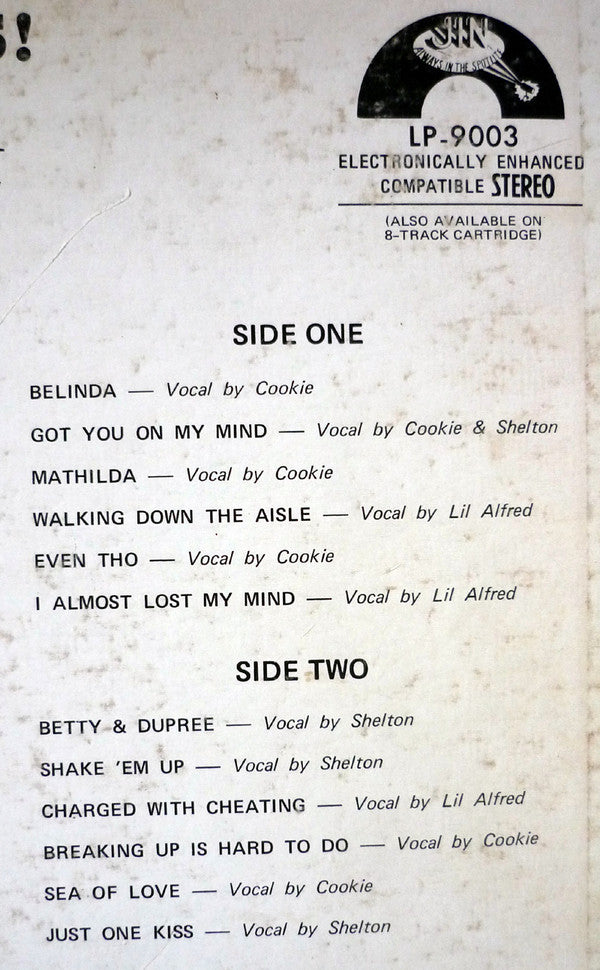 S!
JIN
ALWAYS IN THE SPOTLITE
LP-9003
ELECTRONICALLY ENHANCED
COMPATIBLE STEREO
(ALSO AVAILABLE ON
8-TRACK CARTRIDGE)
SIDE ONE
BELINDA — Vocal by Cookie
GOT YOU ON MY MIND — Vocal by Cookie & Shelton
MATHILDA — Vocal by Cookie
WALKING DOWN THE AISLE — Vocal by Lil Alfred
EVEN THO — Vocal by Cookie
I ALMOST LOST MY MIND — Vocal by Lil Alfred
SIDE TWO
BETTY & DUPREE — Vocal by Shelton
SHAKE 'EM UP — Vocal by Shelton
CHARGED WITH CHEATING — Vocal by Lil Alfred
BREAKING UP IS HARD TO DO — Vocal by Cookie
SEA OF LOVE — Vocal by Cookie
JUST ONE KISS — Vocal by Shelton